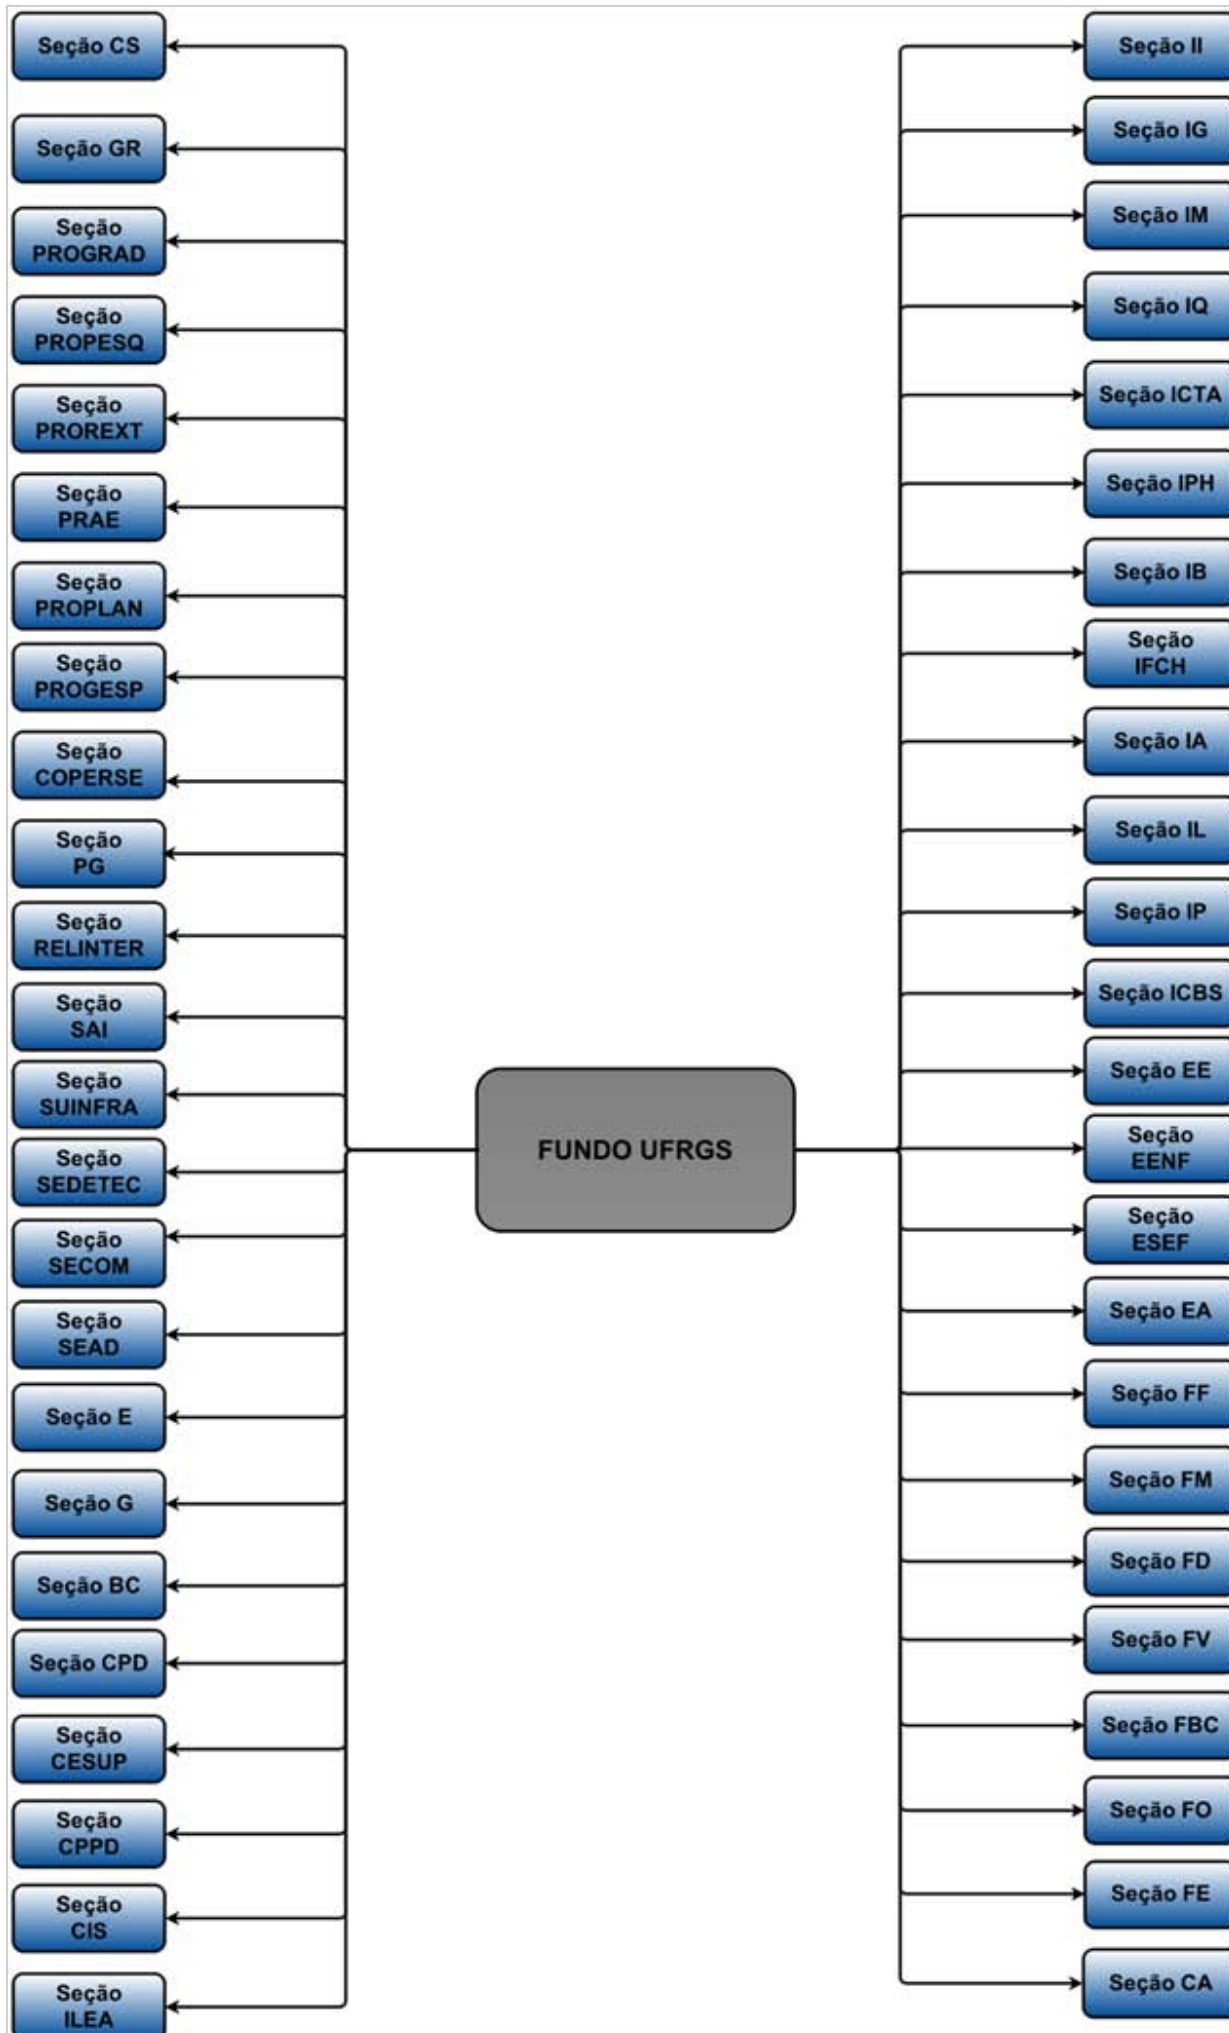 Seção CS
Seção GR
Seção
PROGRAD
Seção
PROPESQ
Seção
PROREXT
Seção
PRAE
Seção
PROPLAN
Seção
PROGESP
Seção
COPERSE
Seção
PG
Seção
RELINTER
Seção
SAI
Seção
SUINFRA
Seção
SEDETEC
Seção
SECOM
Seção
SEAD
Seção E
Seção G
Seção BC
Seção CPD
Seção
CESUP
Seção
CPPD
Seção
CIS
Seção
ILEA
FUNDO UFRGS
Seção II
Seção IG
Seção IM
Seção IQ
Seção ICTA
Seção IPH
Seção IB
Seção
IFCH
Seção IA
Seção IL
Seção IP
Seção ICBS
Seção EE
Seção
EENF
Seção
ESEF
Seção EA
Seção FF
Seção FM
Seção FD
Seção FV
Seção FBC
Seção FO
Seção FE
Seção CA